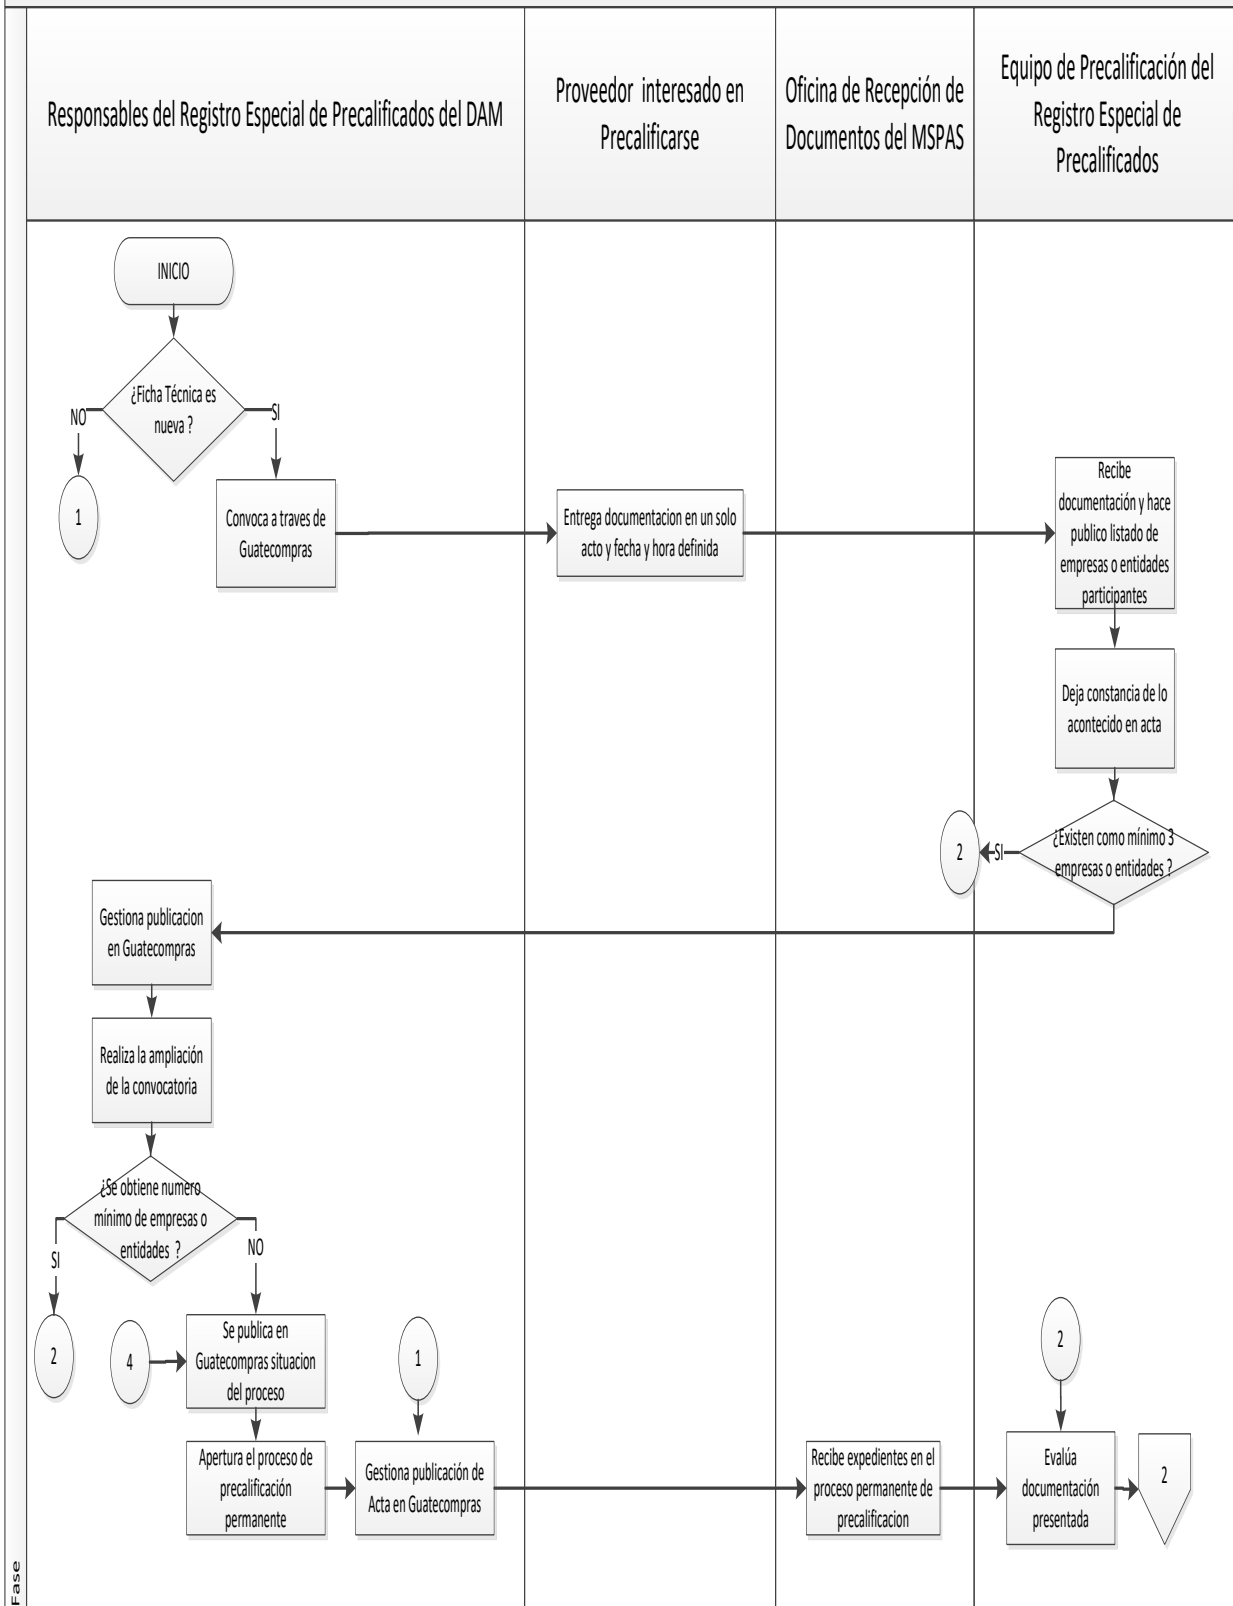 Responsables del Registro Especial de Precalificados del DAM
Proveedor interesado en
Precalificarse
Oficina de Recepción de
Documentos del MSPAS
Equipo de Precalificación del
Registro Especial de
Precalificados
INICIO
¿Ficha Técnica es
nueva ?
NO
SI
1
Convoca a traves de
Guatecompras
Entrega documentacion en un solo
acto y fecha y hora definida
Recibe
documentación y hace
publico listado de
empresas o entidades
participantes
Deja constancia de lo
acontecido en acta
¿Existen como mínimo 3
empresas o entidades ?
SI
2
Gestiona publicacion
en Guatecompras
Realiza la ampliación
de la convocatoria
¿Se obtiene numero
mínimo de empresas o
entidades ?
SI
NO
2
4
Se publica en
Guatecompras situacion
del proceso
1
2
Apertura el proceso de
precalificación
permanente
Gestiona publicación de
Acta en Guatecompras
Recibe expedientes en el
proceso permanente de
precalificacion
Evalúa
documentación
presentada
2
Fase